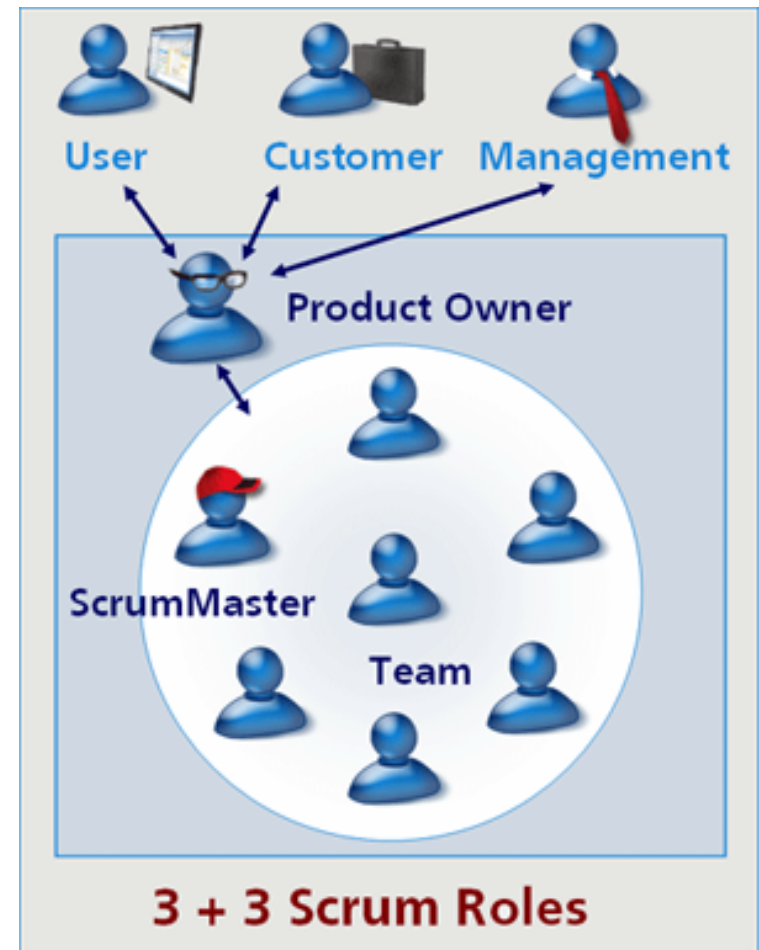 User Customer Management
Product Owner
ScrumMaster
Team
3 + 3 Scrum Roles